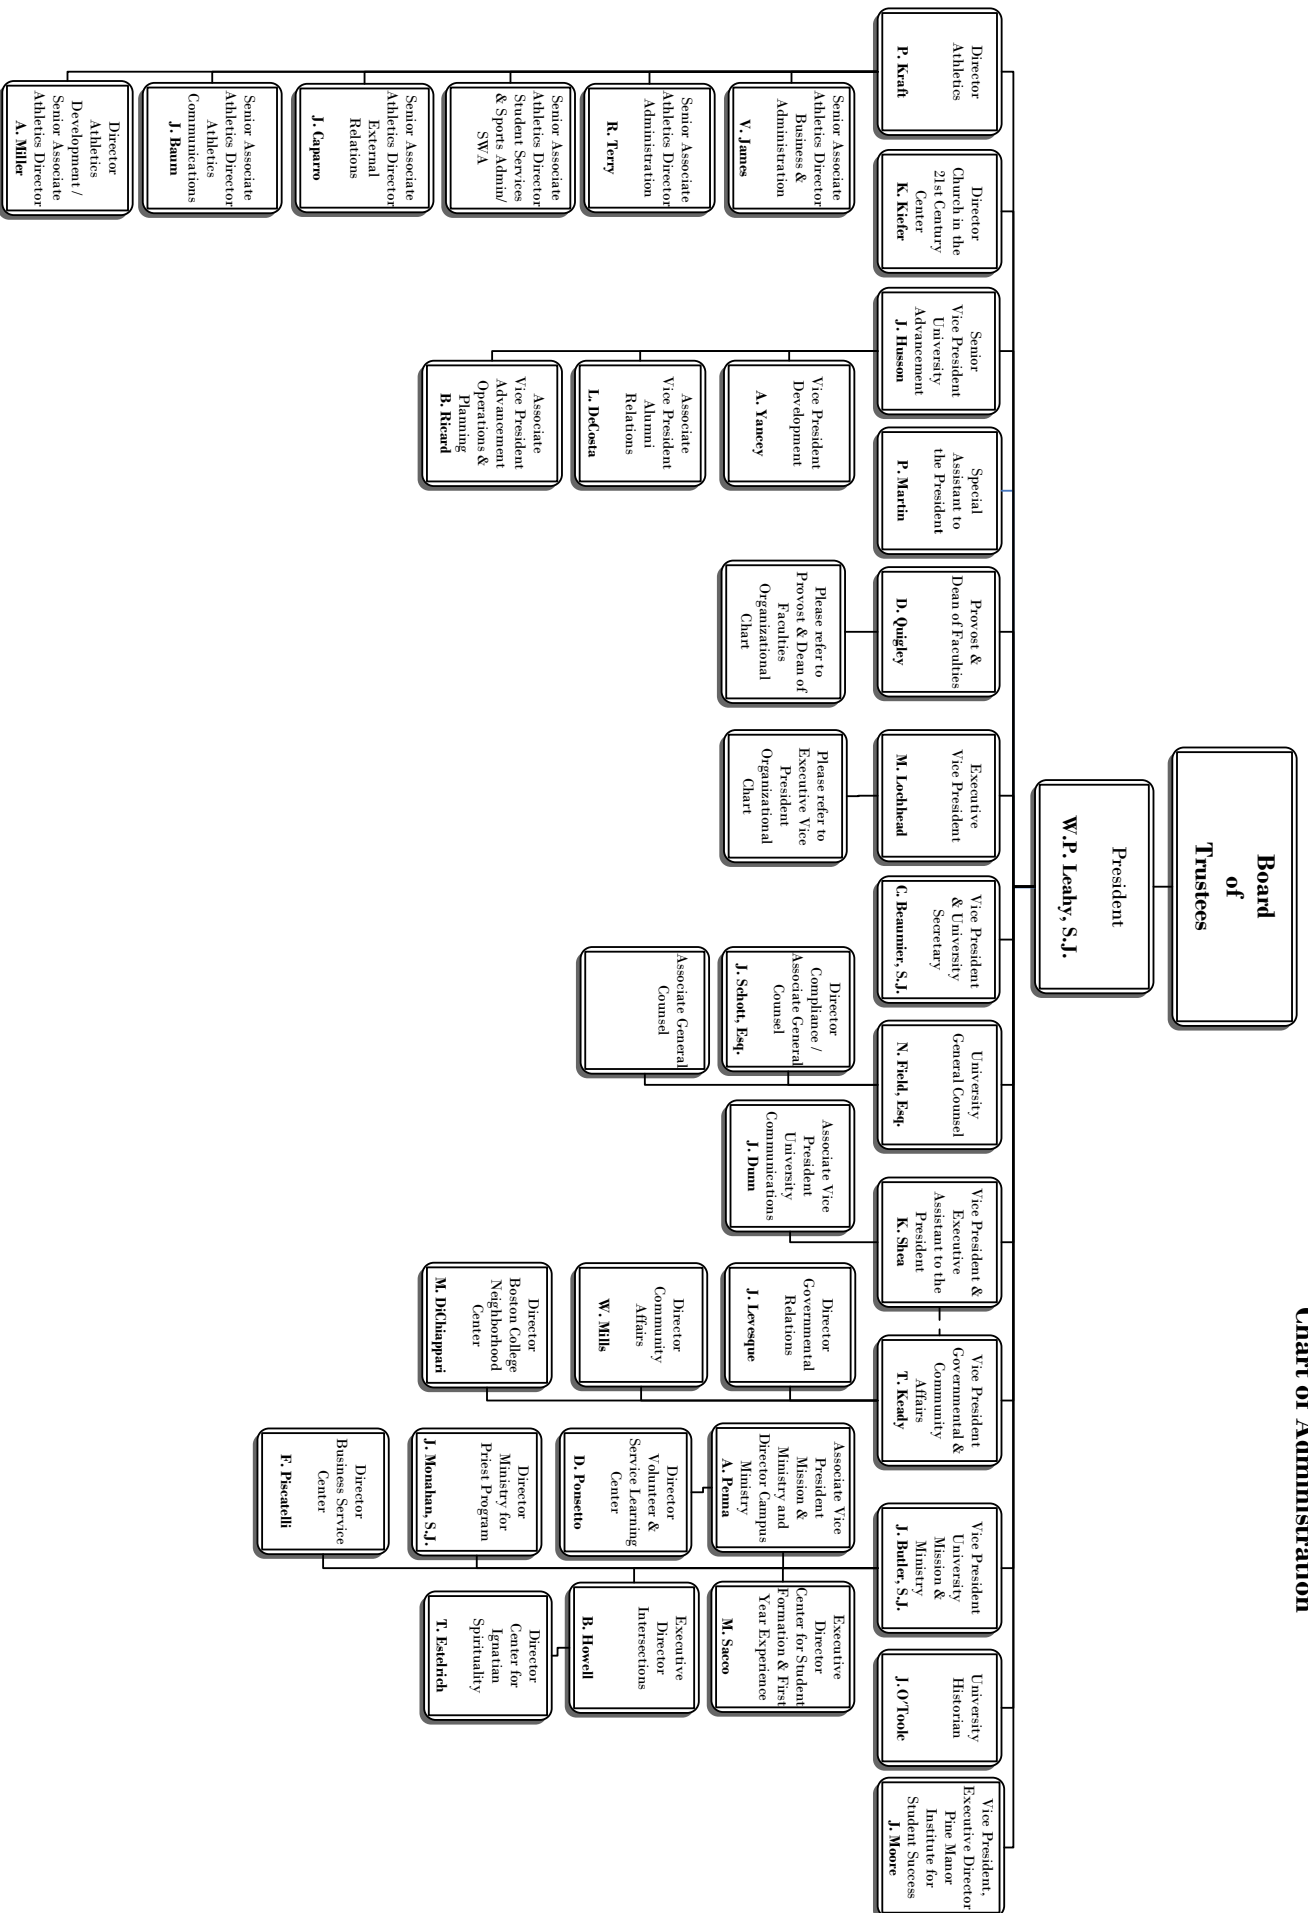 Chart of Administration
Board
of
Trustees
President
W.P. Leahy, S.J.
Director
Athletics
P. Kraft
Director
Church in the
21st Century
Center
K. Kiefer
Senior
Vice President
University
Advancement
J. Husson
Special
Assistant to
the President
P. Martin
Provost &
Dean of Faculties
D. Quigley
Executive
Vice President
M. Lochhead
Vice President
& University
Secretary
C. Beaumier, S.J.
University
General Counsel
N. Field, Esq.
Vice President &
Executive
Assistant to the
President
K. Shea
Vice President
Governmental &
Community
Affairs
T. Keady
Vice President
University
Mission &
Ministry
J. Butler, S.J.
University
Historian
J.O'Toole
Vice President,
Executive Director
Pine Manor
Institute for
Student Success
J. Moore
Senior Associate
Athletics Director
Business &
Administration
V. James
Senior Associate
Athletics Director
Administration
R. Terry
Senior Associate
Athletics Director
Student Services
& Sports Admin/
SWA
Senior Associate
Athletics Director
External
Relations
J. Caparro
Senior Associate
Athletics Director
Athletics
Communications
J. Baum
Director
Athletics
Development /
Senior Associate
Athletics Director
A. Miller
Vice President
Development
A. Yancey
Associate
Vice President
Alumni
Relations
L. DeCosta
Associate
Vice President
Advancement
Operations &
Planning
B. Ricard
Please refer to
Provost & Dean of
Faculties
Organizational
Chart
Please refer to
Executive Vice
President
Organizational
Chart
Director
Compliance /
Associate General
Counsel
J. Schott, Esq.
Associate General
Counsel
Associate Vice
President
University
Communications
J. Dunn
Director
Governmental
Relations
J. Levesque
Director
Community
Affairs
W. Mills
Director
Boston College
Neighborhood
Center
M. DiChiappari
Associate Vice
President
Mission &
Ministry and
Director Campus
Ministry
A. Penna
Director
Volunteer &
Service Learning
Center
D. Ponsetto
Director
Ministry for
Priest Program
J. Monahan, S.J.
Director
Business Service
Center
F. Piscatelli
Executive
Director
Center for Student
Formation & First
Year Experience
M. Sacco
Executive
Director
Intersections
B. Howell
Director
Center for
Ignatian
Spirituality
T. Estelrich